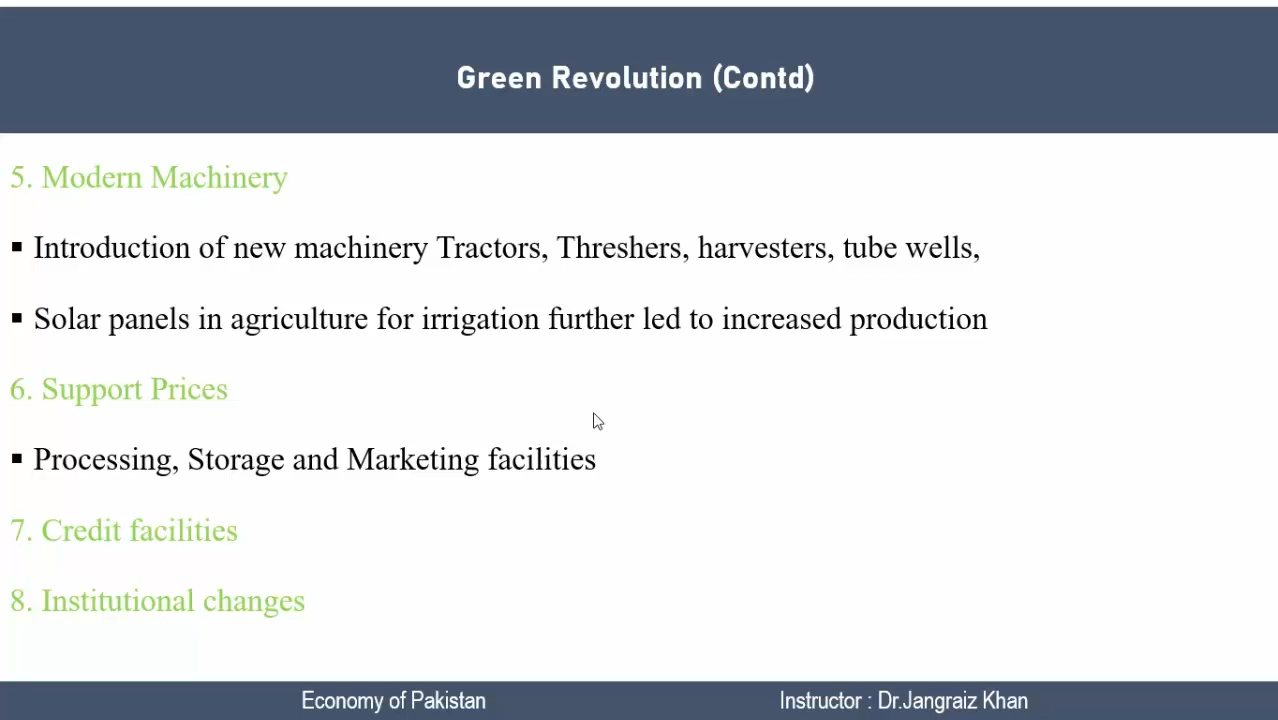 Green Revolution (Contd)
5. Modern Machinery
▪ Introduction of new machinery Tractors, Threshers, harvesters, tube wells,
▪ Solar panels in agriculture for irrigation further led to increased production
6. Support Prices
▪ Processing, Storage and Marketing facilities
7. Credit facilities
8. Institutional changes
Economy of Pakistan
Instructor : Dr.Jangraiz Khan